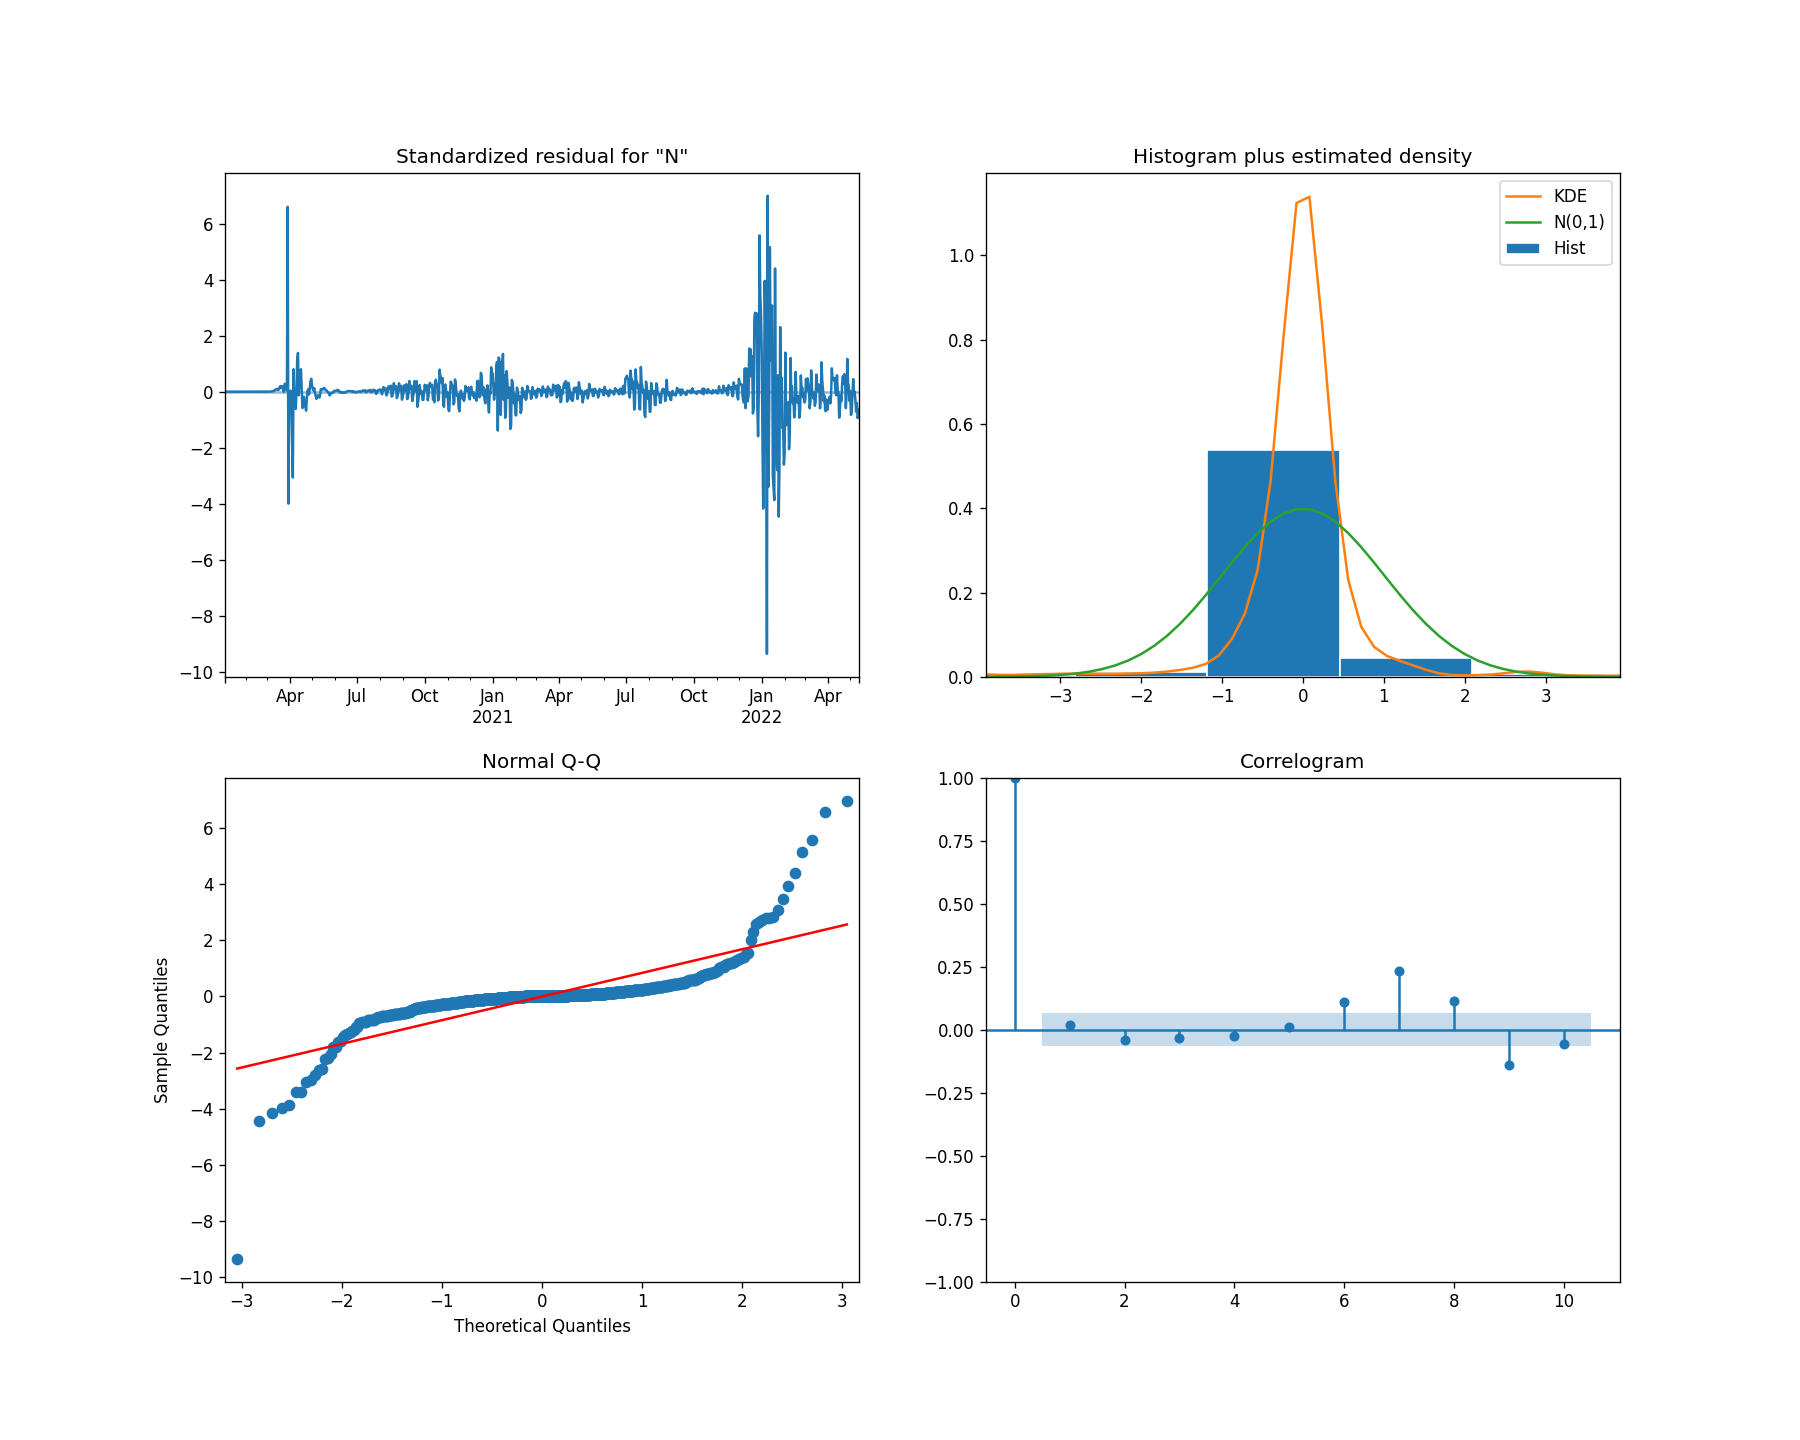 Standardized residual for "N"
6
4
2
0
−2
−4
−6
−8
−10
Apr Jul Oct Jan Apr Jul Oct Jan Apr
2021 2022
Histogram plus estimated density
KDE
N(0,1)
Hist
1.0
0.8
0.6
0.4
0.2
0.0
−3 −2 −1 0 1 2 3
Normal Q-Q
Sample Quantiles
6
4
2
0
−2
−4
−6
−8
−10
−3 −2 −1 0 1 2 3
Theoretical Quantiles
Correlogram
1.00
0.75
0.50
0.25
0.00
−0.25
−0.50
−0.75
−1.00
0 2 4 6 8 10